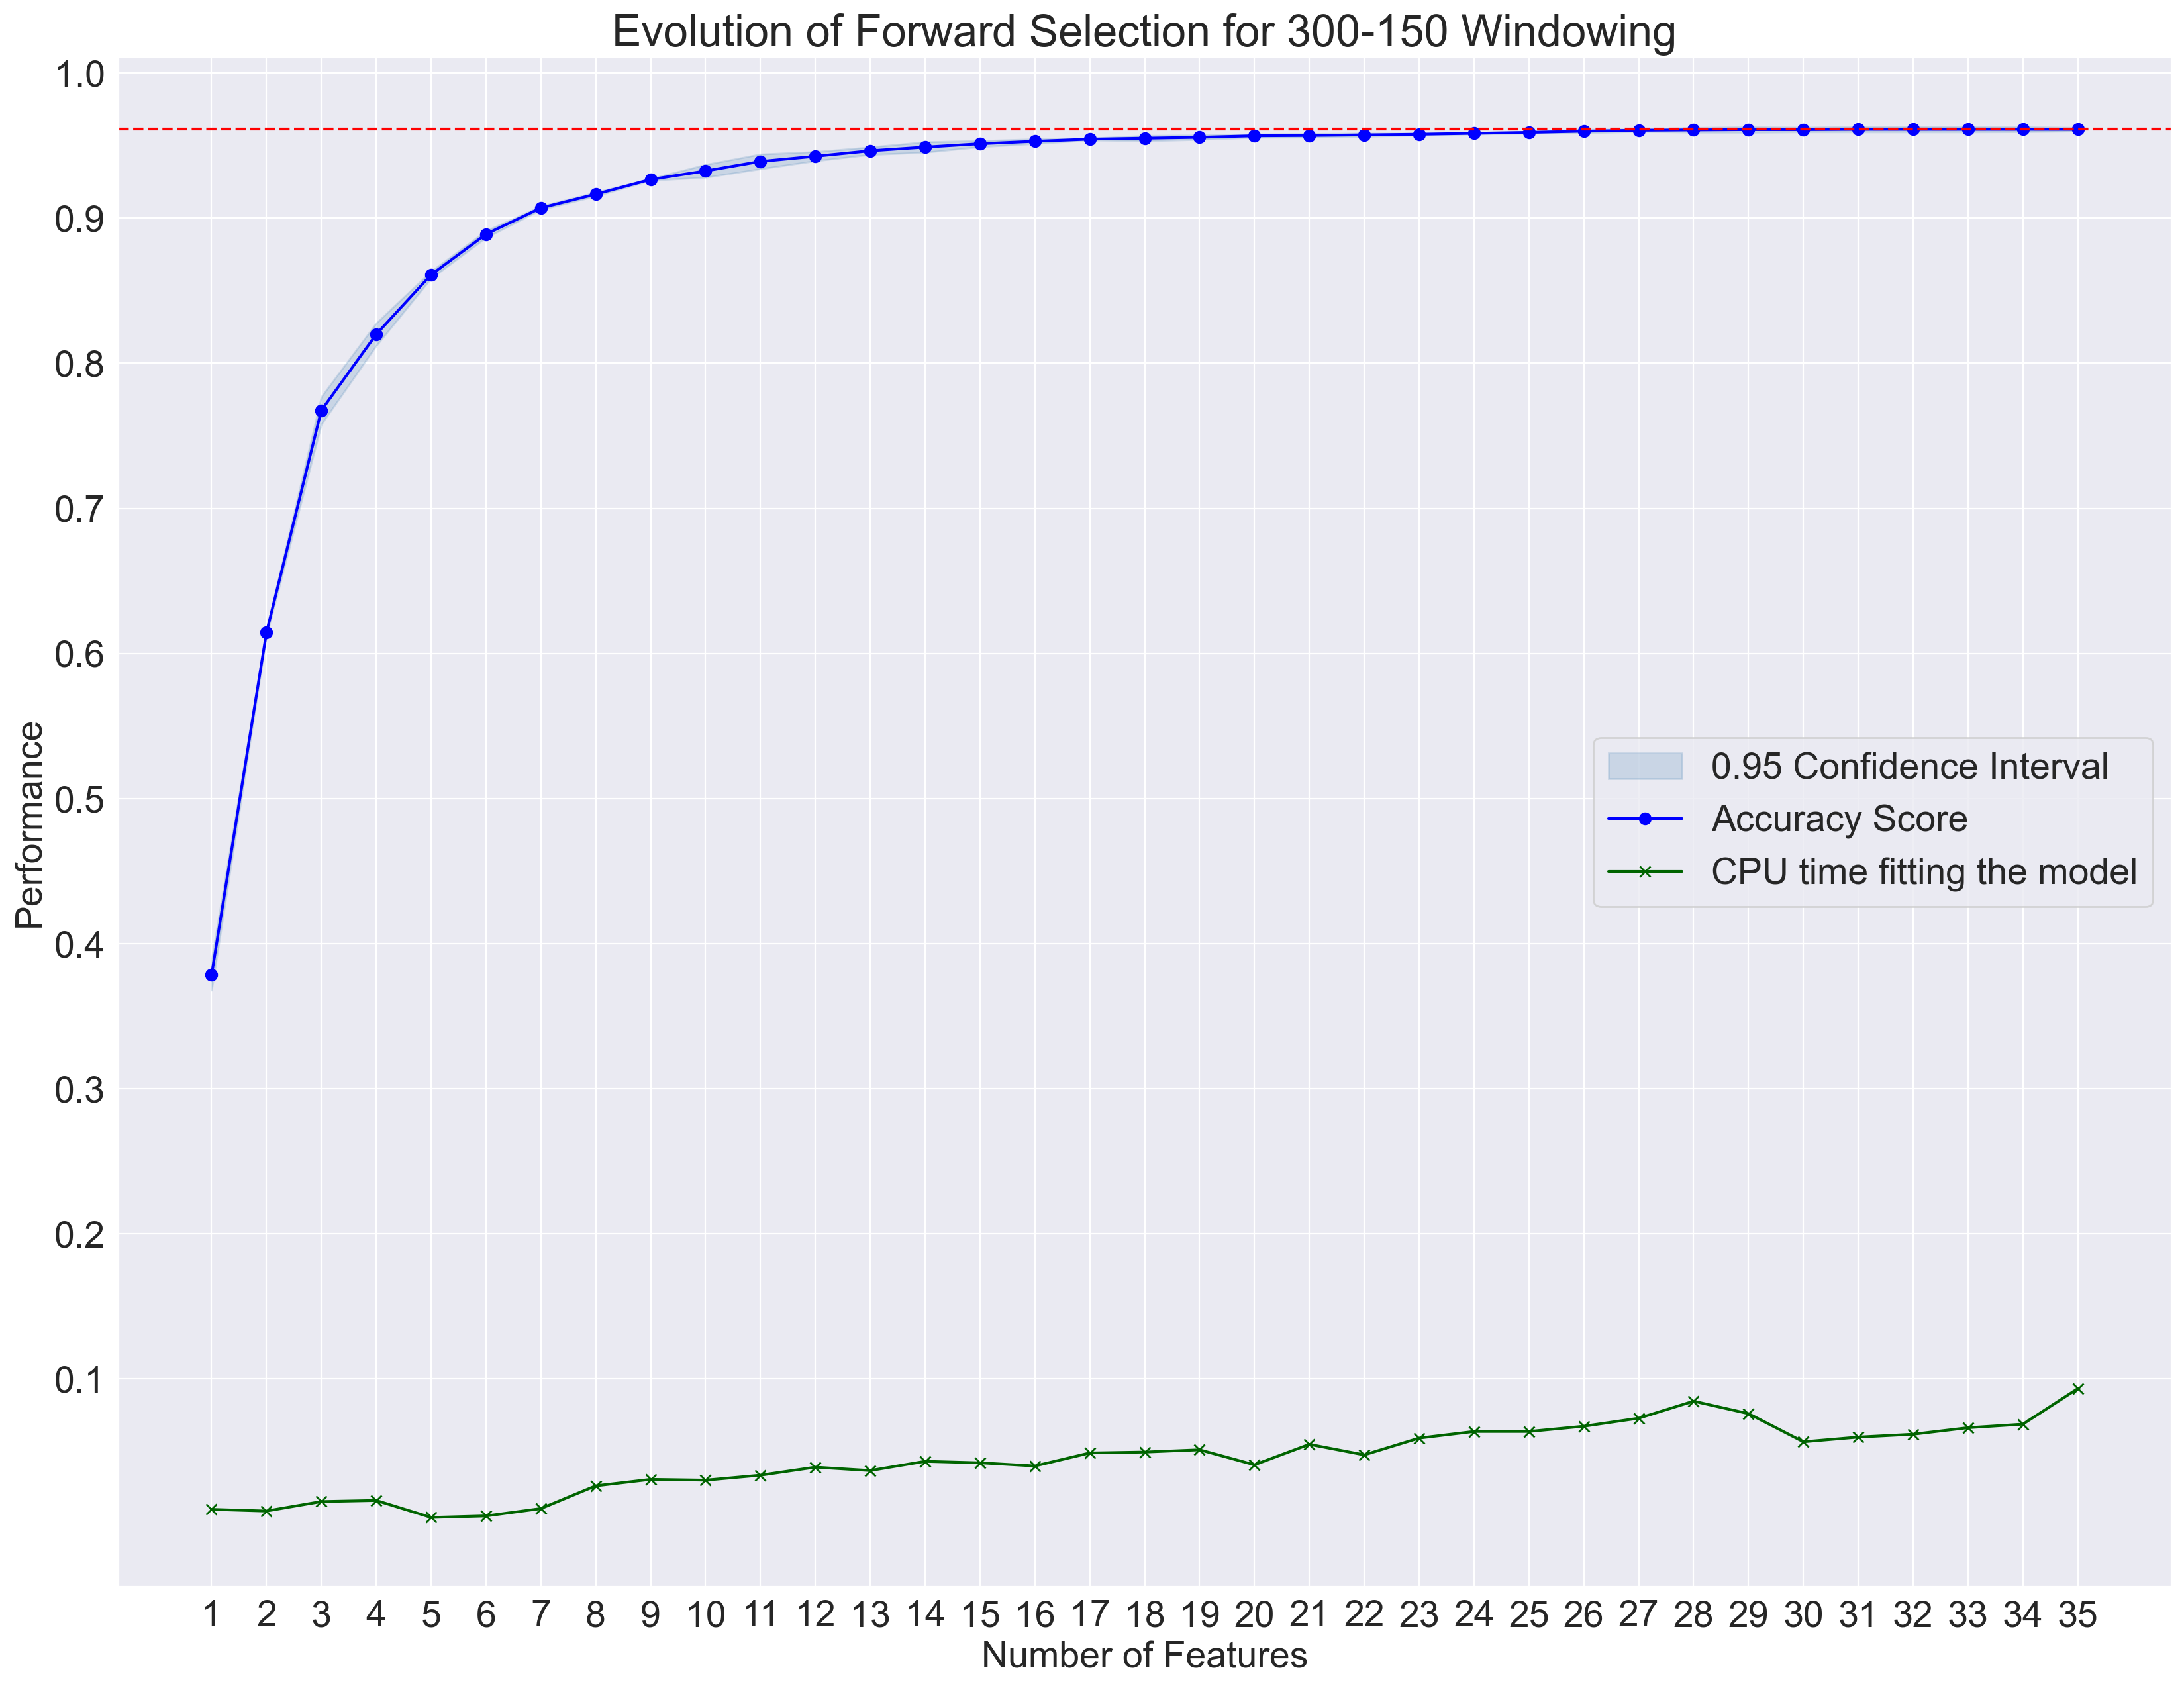 Evolution of Forward Selection for 300-150 Windowing
1.0
0.9
0.8
0.7
0.6
0.5
0.4
0.3
0.2
0.1
Performance
0.95 Confidence Interval
Accuracy Score
CPU time fitting the model
1 2 3 4 5 6 7 8 9 10 11 12 13 14 15 16 17 18 19 20 21 22 23 24 25 26 27 28 29 30 31 32 33 34 35
Number of Features